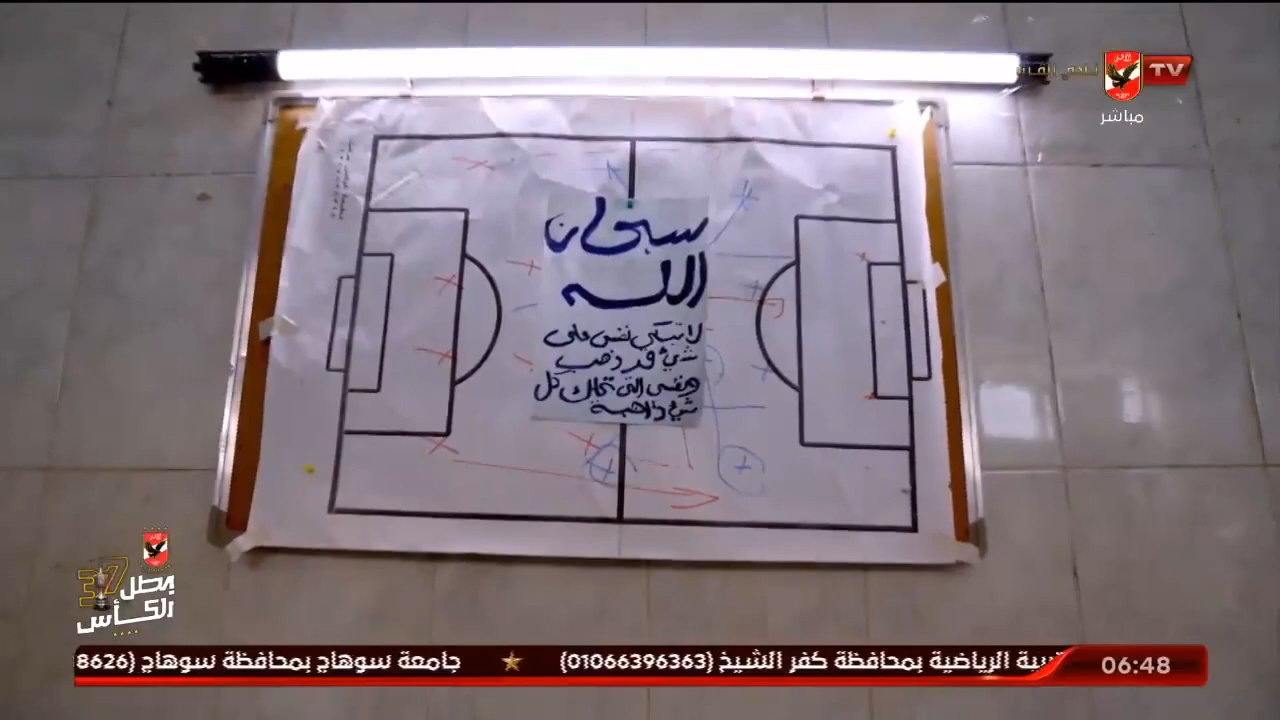 TV
مباشر
سبحان
الله
لا تبكي نفس على
شيء قد ذهب
ونفسي التي تملك كل
شيء ذاهبة
37
بطل
الكأس
الرياضية بمحافظة كفر الشيخ (01066396363) ★ جامعة سوهاج بمحافظة سوهاج (8626
06:48